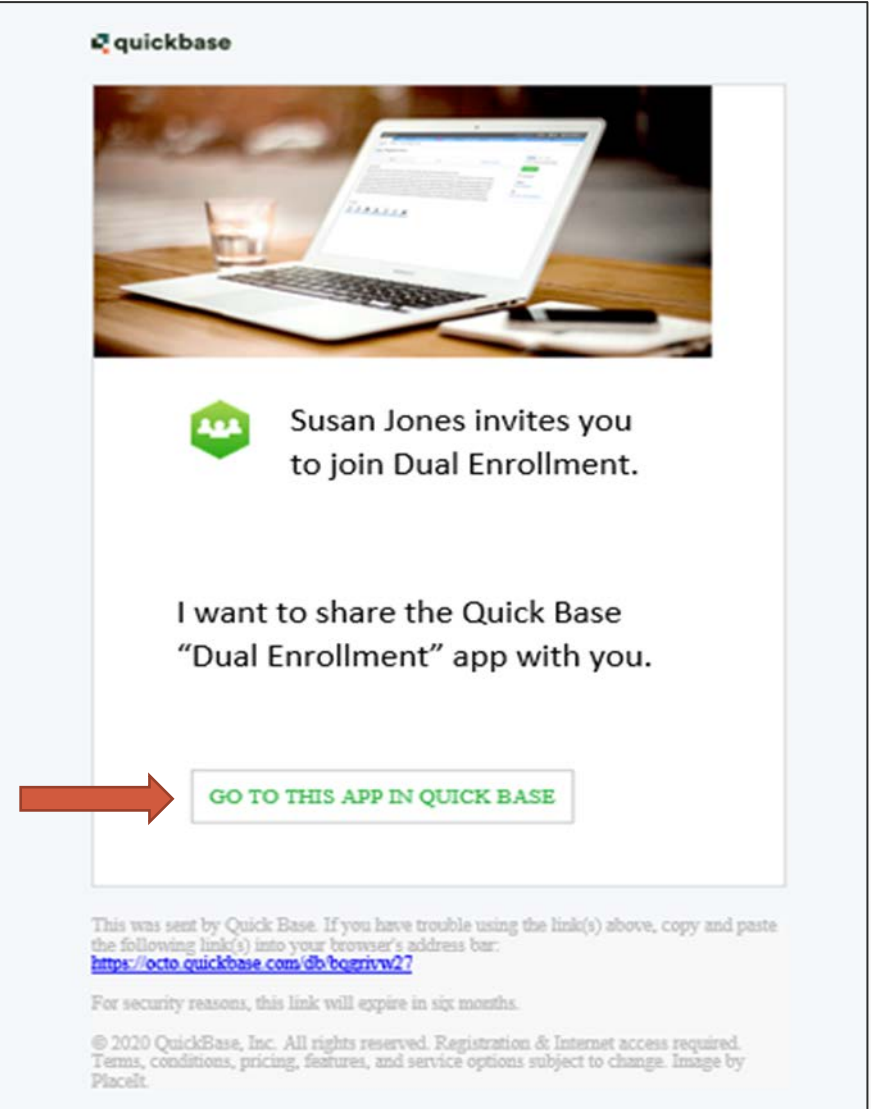 quickbase
Susan Jones invites you
to join Dual Enrollment.
I want to share the Quick Base
“Dual Enrollment” app with you.
GO TO THIS APP IN QUICK BASE
This was sent by Quick Base. If you have trouble using the link(s) above, copy and paste
the following link(s) into your browser's address bar:
https://octo.quickbase.com/db/bqgrivw27
For security reasons, this link will expire in six months.
© 2020 QuickBase, Inc. All rights reserved. Registration & Internet access required.
Terms, conditions, pricing, features, and service options subject to change. Image by
PlaceIt.